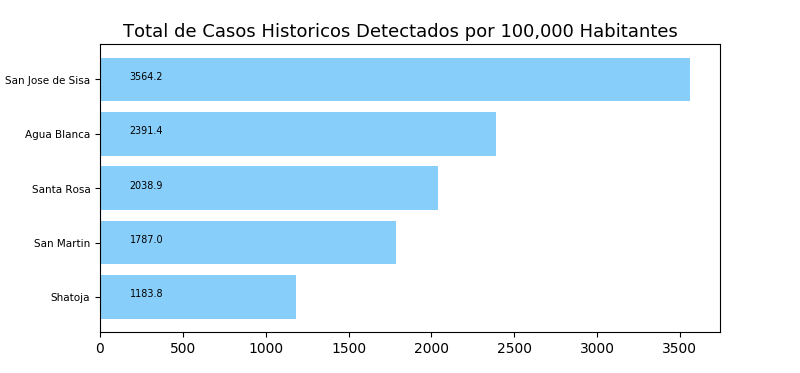 Total de Casos Historicos Detectados por 100,000 Habitantes
San Jose de Sisa 3564.2
Agua Blanca 2391.4
Santa Rosa 2038.9
San Martin 1787.0
Shatoja 1183.8
0 500 1000 1500 2000 2500 3000 3500